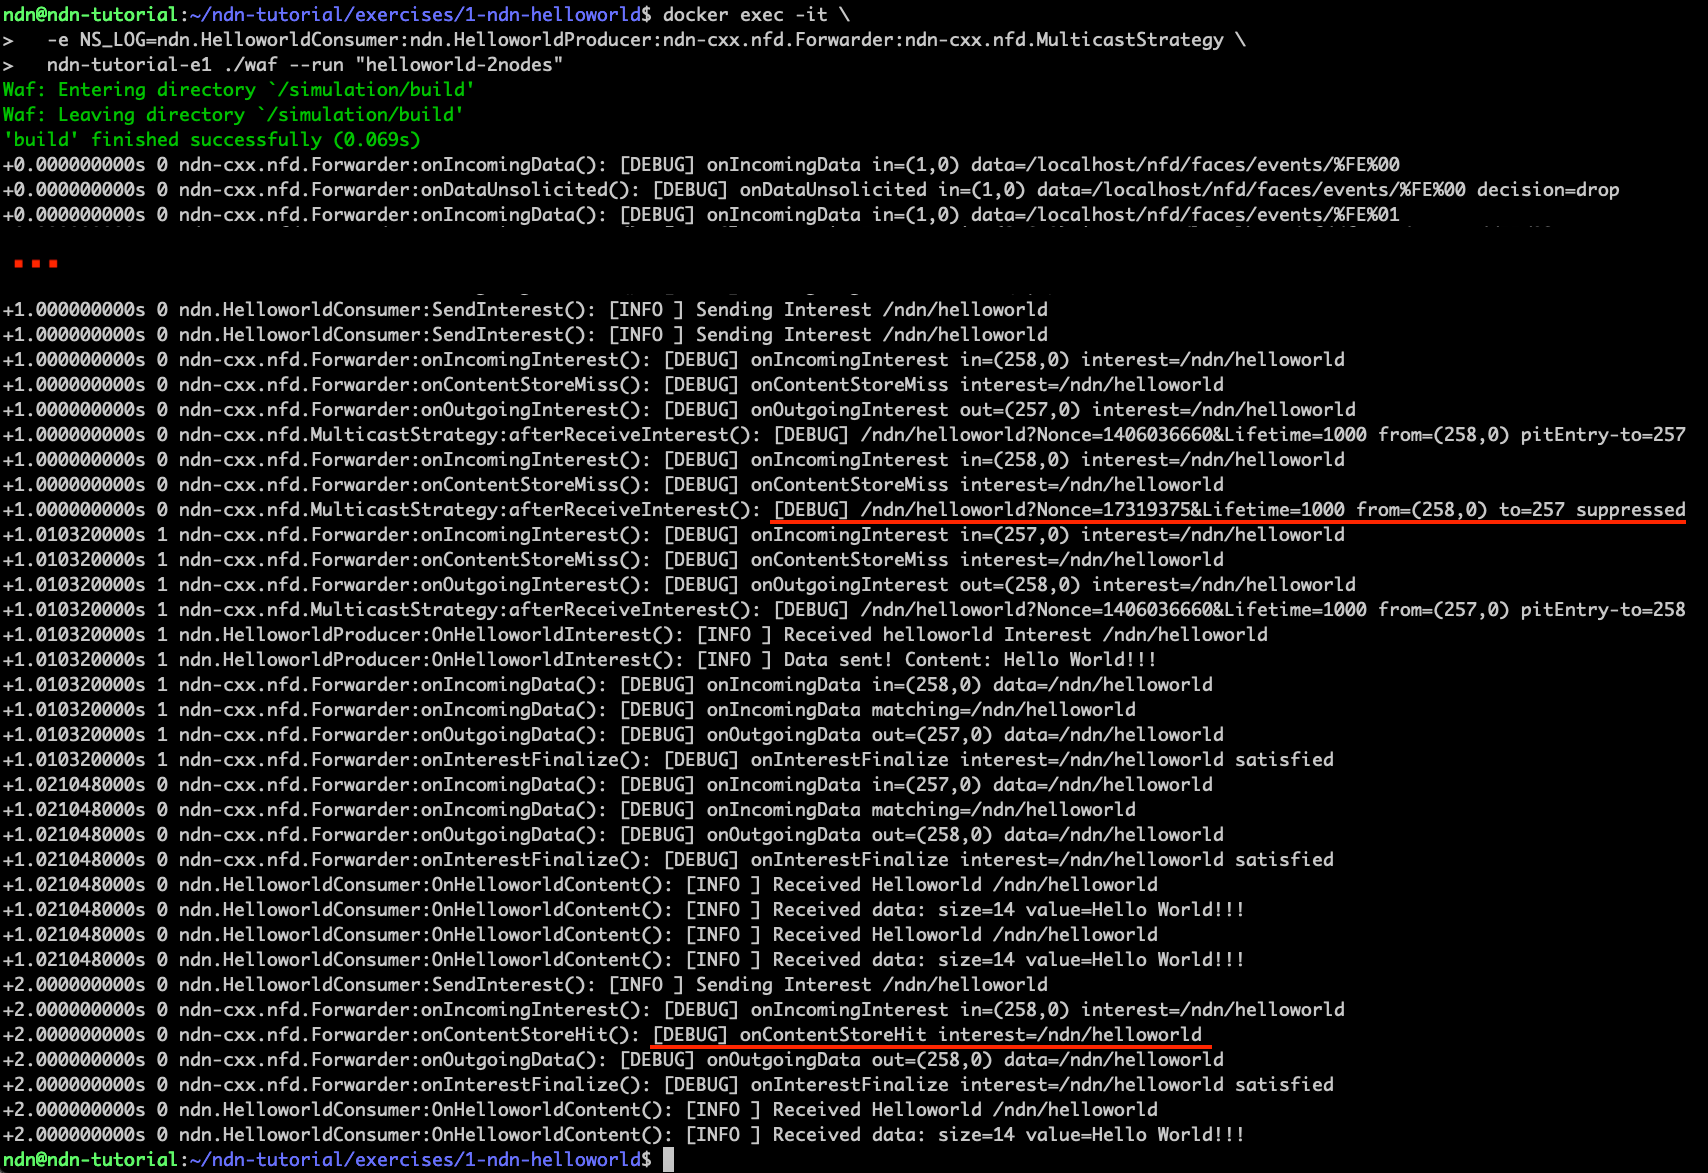 ndn@ndn-tutorial:~/ndn-tutorial/exercises/1-ndn-helloworld$ docker exec -it \
>   -e NS_LOG=ndn.HelloworldConsumer:ndn.HelloworldProducer:ndn-cxx.nfd.Forwarder:ndn-cxx.nfd.MulticastStrategy \
>   ndn-tutorial-e1 ./waf --run "helloworld-2nodes"
Waf: Entering directory `/simulation/build'
Waf: Leaving directory `/simulation/build'
'build' finished successfully (0.069s)
+0.000000000s 0 ndn-cxx.nfd.Forwarder:onIncomingData(): [DEBUG] onIncomingData in=(1,0) data=/localhost/nfd/faces/events/%FE%00
+0.000000000s 0 ndn-cxx.nfd.Forwarder:onDataUnsolicited(): [DEBUG] onDataUnsolicited in=(1,0) data=/localhost/nfd/faces/events/%FE%00 decision=drop
+0.000000000s 0 ndn-cxx.nfd.Forwarder:onIncomingData(): [DEBUG] onIncomingData in=(1,0) data=/localhost/nfd/faces/events/%FE%01
...
+1.000000000s 0 ndn.HelloworldConsumer:SendInterest(): [INFO ] Sending Interest /ndn/helloworld
+1.000000000s 0 ndn.HelloworldConsumer:SendInterest(): [INFO ] Sending Interest /ndn/helloworld
+1.000000000s 0 ndn-cxx.nfd.Forwarder:onIncomingInterest(): [DEBUG] onIncomingInterest in=(258,0) interest=/ndn/helloworld
+1.000000000s 0 ndn-cxx.nfd.Forwarder:onContentStoreMiss(): [DEBUG] onContentStoreMiss interest=/ndn/helloworld
+1.000000000s 0 ndn-cxx.nfd.Forwarder:onOutgoingInterest(): [DEBUG] onOutgoingInterest out=(257,0) interest=/ndn/helloworld
+1.000000000s 0 ndn-cxx.nfd.MulticastStrategy:afterReceiveInterest(): [DEBUG] /ndn/helloworld?Nonce=1406036660&Lifetime=1000 from=(258,0) pitEntry-to=257
+1.000000000s 0 ndn-cxx.nfd.Forwarder:onIncomingInterest(): [DEBUG] onIncomingInterest in=(258,0) interest=/ndn/helloworld
+1.000000000s 0 ndn-cxx.nfd.Forwarder:onContentStoreMiss(): [DEBUG] onContentStoreMiss interest=/ndn/helloworld
+1.000000000s 0 ndn-cxx.nfd.MulticastStrategy:afterReceiveInterest(): [DEBUG] /ndn/helloworld?Nonce=17319375&Lifetime=1000 from=(258,0) to=257 suppressed
+1.010320000s 1 ndn-cxx.nfd.Forwarder:onIncomingInterest(): [DEBUG] onIncomingInterest in=(257,0) interest=/ndn/helloworld
+1.010320000s 1 ndn-cxx.nfd.Forwarder:onContentStoreMiss(): [DEBUG] onContentStoreMiss interest=/ndn/helloworld
+1.010320000s 1 ndn-cxx.nfd.Forwarder:onOutgoingInterest(): [DEBUG] onOutgoingInterest out=(258,0) interest=/ndn/helloworld
+1.010320000s 1 ndn-cxx.nfd.MulticastStrategy:afterReceiveInterest(): [DEBUG] /ndn/helloworld?Nonce=1406036660&Lifetime=1000 from=(257,0) pitEntry-to=258
+1.010320000s 1 ndn.HelloworldProducer:OnHelloworldInterest(): [INFO ] Received helloworld Interest /ndn/helloworld
+1.010320000s 1 ndn.HelloworldProducer:OnHelloworldInterest(): [INFO ] Data sent! Content: Hello World!!!
+1.010320000s 1 ndn-cxx.nfd.Forwarder:onIncomingData(): [DEBUG] onIncomingData in=(258,0) data=/ndn/helloworld
+1.010320000s 1 ndn-cxx.nfd.Forwarder:onIncomingData(): [DEBUG] onIncomingData matching=/ndn/helloworld
+1.010320000s 1 ndn-cxx.nfd.Forwarder:onOutgoingData(): [DEBUG] onOutgoingData out=(257,0) data=/ndn/helloworld
+1.010320000s 1 ndn-cxx.nfd.Forwarder:onInterestFinalize(): [DEBUG] onInterestFinalize interest=/ndn/helloworld satisfied
+1.021048000s 0 ndn-cxx.nfd.Forwarder:onIncomingData(): [DEBUG] onIncomingData in=(257,0) data=/ndn/helloworld
+1.021048000s 0 ndn-cxx.nfd.Forwarder:onIncomingData(): [DEBUG] onIncomingData matching=/ndn/helloworld
+1.021048000s 0 ndn-cxx.nfd.Forwarder:onOutgoingData(): [DEBUG] onOutgoingData out=(258,0) data=/ndn/helloworld
+1.021048000s 0 ndn-cxx.nfd.Forwarder:onInterestFinalize(): [DEBUG] onInterestFinalize interest=/ndn/helloworld satisfied
+1.021048000s 0 ndn.HelloworldConsumer:OnHelloworldContent(): [INFO ] Received Helloworld /ndn/helloworld
+1.021048000s 0 ndn.HelloworldConsumer:OnHelloworldContent(): [INFO ] Received data: size=14 value=Hello World!!!
+1.021048000s 0 ndn.HelloworldConsumer:OnHelloworldContent(): [INFO ] Received Helloworld /ndn/helloworld
+1.021048000s 0 ndn.HelloworldConsumer:OnHelloworldContent(): [INFO ] Received data: size=14 value=Hello World!!!
+2.000000000s 0 ndn.HelloworldConsumer:SendInterest(): [INFO ] Sending Interest /ndn/helloworld
+2.000000000s 0 ndn-cxx.nfd.Forwarder:onIncomingInterest(): [DEBUG] onIncomingInterest in=(258,0) interest=/ndn/helloworld
+2.000000000s 0 ndn-cxx.nfd.Forwarder:onContentStoreHit(): [DEBUG] onContentStoreHit interest=/ndn/helloworld
+2.000000000s 0 ndn-cxx.nfd.Forwarder:onOutgoingData(): [DEBUG] onOutgoingData out=(258,0) data=/ndn/helloworld
+2.000000000s 0 ndn-cxx.nfd.Forwarder:onInterestFinalize(): [DEBUG] onInterestFinalize interest=/ndn/helloworld satisfied
+2.000000000s 0 ndn.HelloworldConsumer:OnHelloworldContent(): [INFO ] Received Helloworld /ndn/helloworld
+2.000000000s 0 ndn.HelloworldConsumer:OnHelloworldContent(): [INFO ] Received data: size=14 value=Hello World!!!
ndn@ndn-tutorial:~/ndn-tutorial/exercises/1-ndn-helloworld$